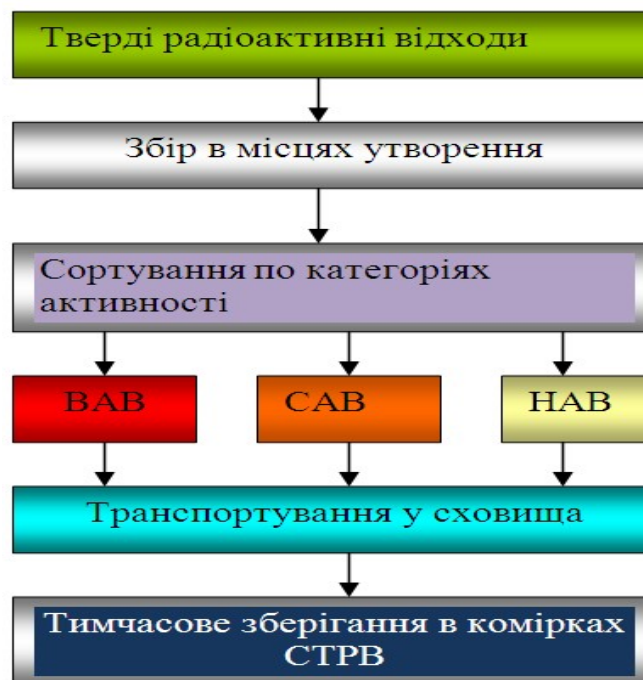 Тверді радіоактивні відходи
Збір в місцях утворення
Сортування по категоріях
активності
ВАВ
САВ
НАВ
Транспортування у сховища
Тимчасове зберігання в комірках
СТРВ